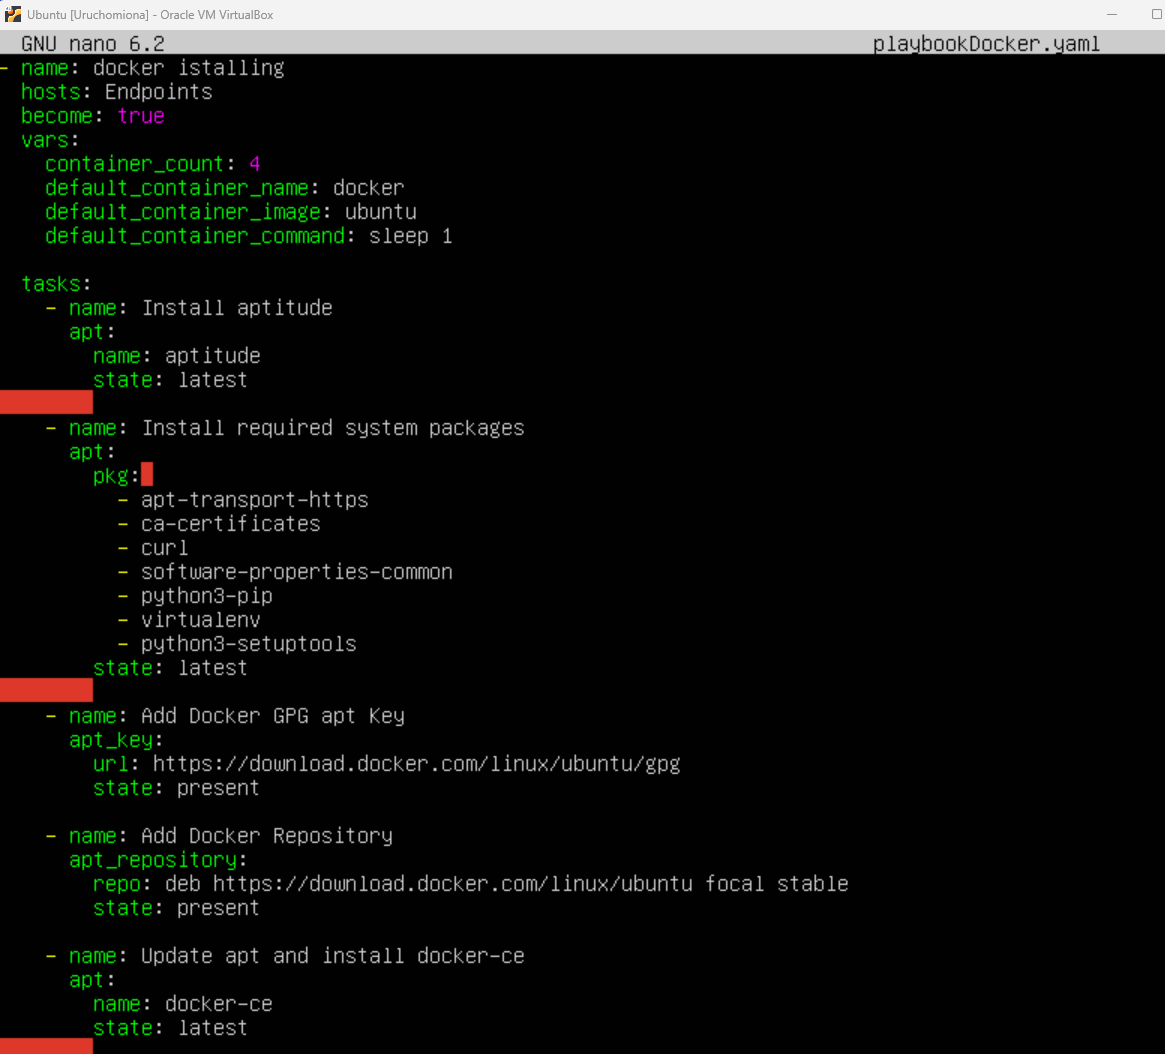 Ubuntu [Uruchomiona] - Oracle VM VirtualBox
GNU nano 6.2 playbookDocker.yaml
- name: docker istalling
  hosts: Endpoints
  become: true
  vars:
    container_count: 4
    default_container_name: docker
    default_container_image: ubuntu
    default_container_command: sleep 1
  tasks:
    - name: Install aptitude
      apt:
        name: aptitude
        state: latest
    - name: Install required system packages
      apt:
        pkg:
          - apt-transport-https
          - ca-certificates
          - curl
          - software-properties-common
          - python3-pip
          - virtualenv
          - python3-setuptools
        state: latest
    - name: Add Docker GPG apt Key
      apt_key:
        url: https://download.docker.com/linux/ubuntu/gpg
        state: present
    - name: Add Docker Repository
      apt_repository:
        repo: deb https://download.docker.com/linux/ubuntu focal stable
        state: present
    - name: Update apt and install docker-ce
      apt:
        name: docker-ce
        state: latest